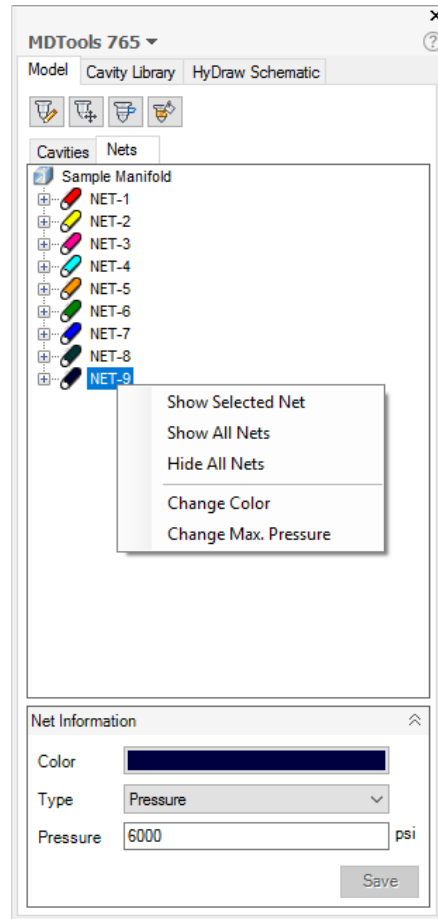 MDTools 765
Model Cavity Library HyDraw Schematic
Cavities Nets
Sample Manifold
NET-1
NET-2
NET-3
NET-4
NET-5
NET-6
NET-7
NET-8
NET-9
Show Selected Net
Show All Nets
Hide All Nets
Change Color
Change Max. Pressure
Net Information
Color
Type Pressure
Pressure 6000 psi
Save